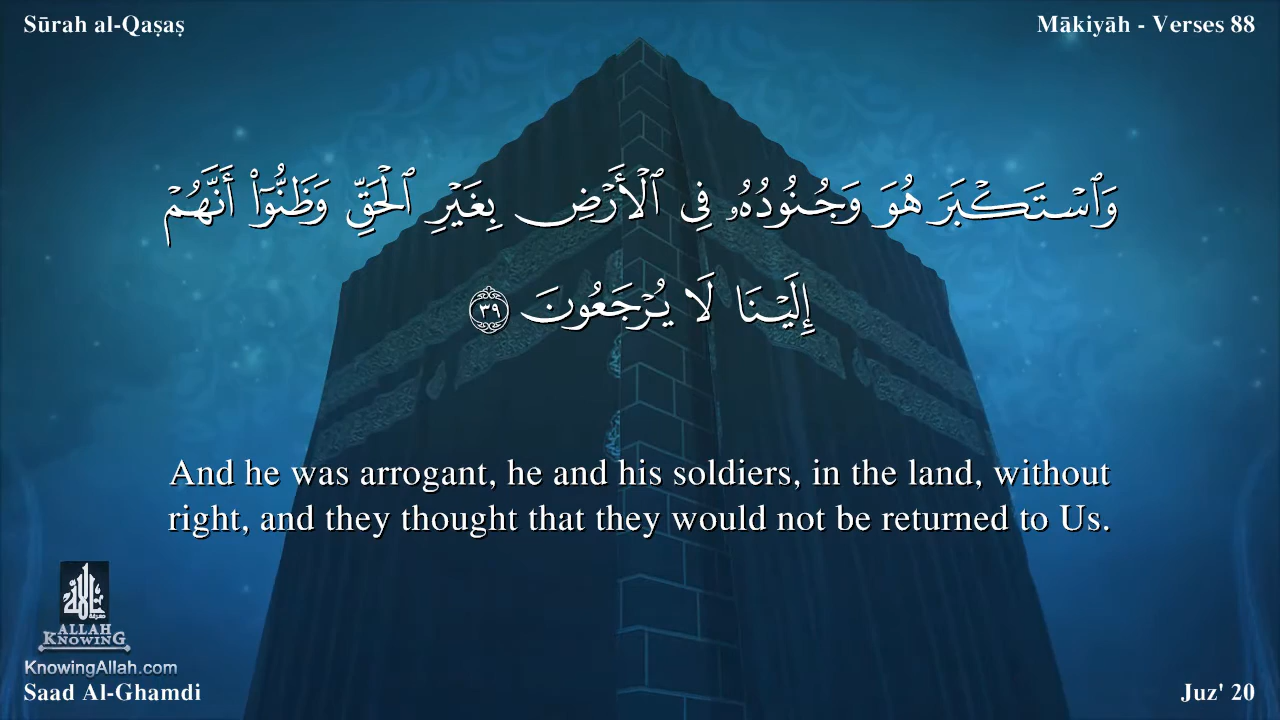 Sūrah al-Qaṣaṣ
Mākiyāh - Verses 88
وَٱسۡتَكۡبَرَ هُوَ وَجُنُودُهُۥ فِي ٱلۡأَرۡضِ بِغَيۡرِ ٱلۡحَقِّ وَظَنُّوٓاْ أَنَّهُمۡ
إِلَيۡنَا لَا يُرۡجَعُونَ ٣٩
And he was arrogant, he and his soldiers, in the land, without
right, and they thought that they would not be returned to Us.
ALLAH
KNOWING
KnowingAllah.com
Saad Al-Ghamdi
Juz' 20